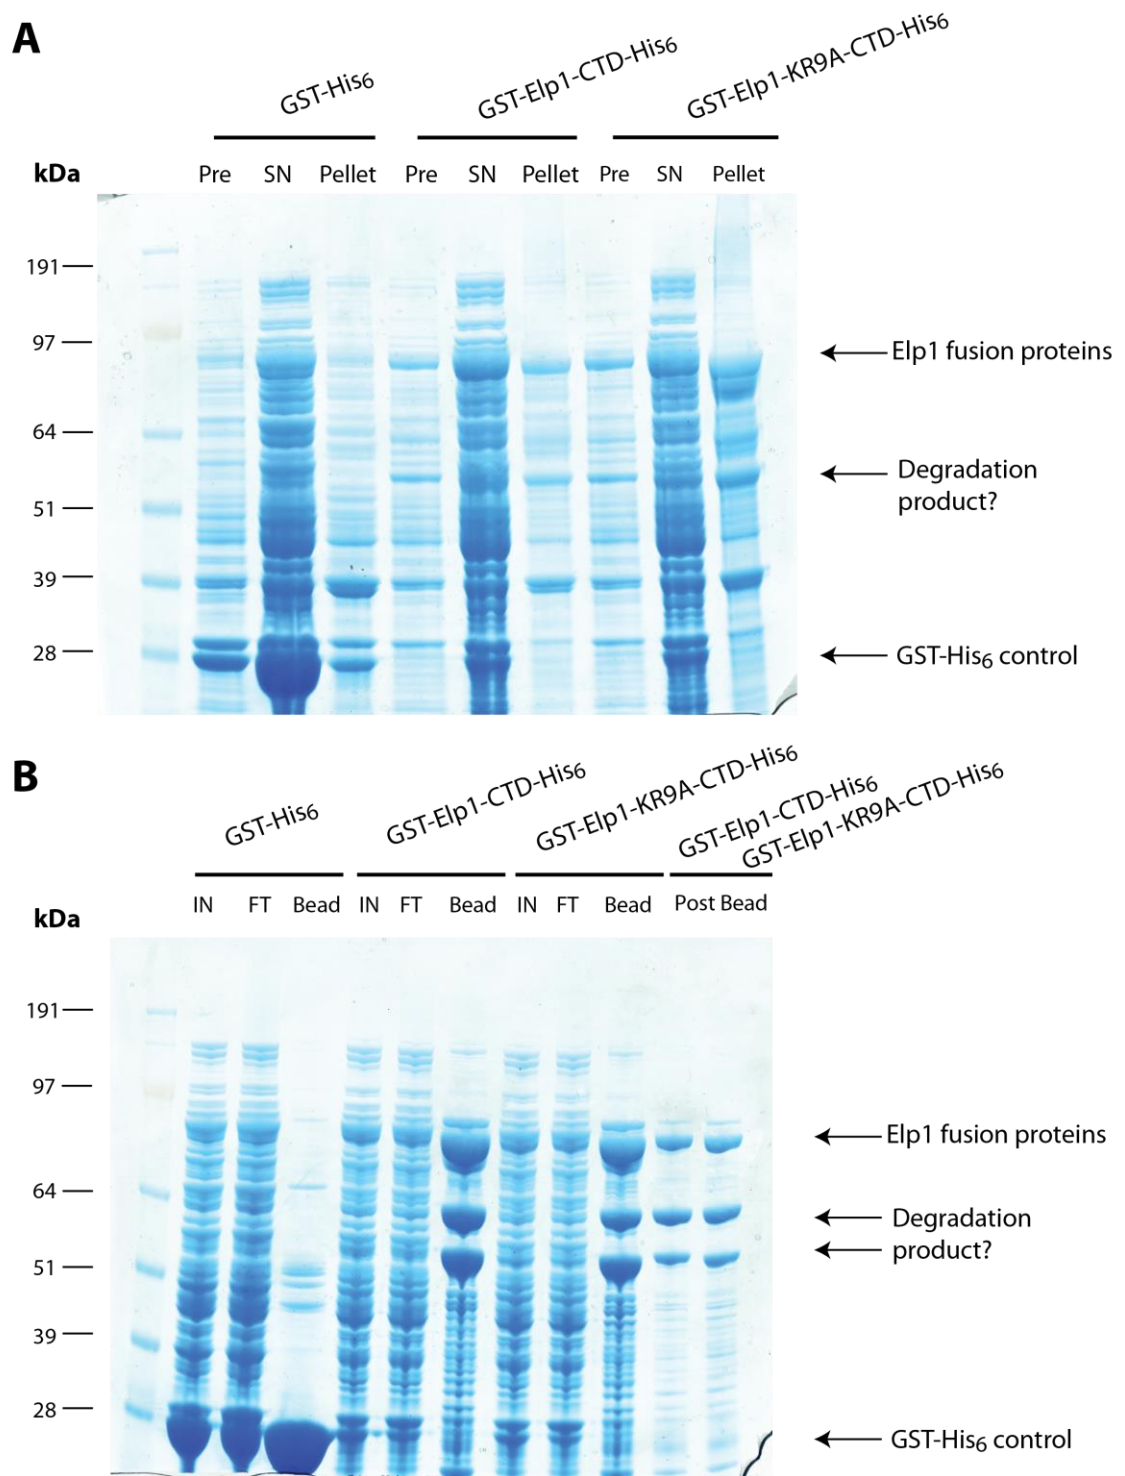 A
GST-His6
GST-Elp1-CTD-His6
GST-Elp1-KR9A-CTD-His6
kDa
Pre SN Pellet Pre SN Pellet Pre SN Pellet
191
97
64
51
39
28
Elp1 fusion proteins
Degradation
product?
GST-His6 control
B
GST-His6
GST-Elp1-CTD-His6
GST-Elp1-KR9A-CTD-His6
GST-Elp1-CTD-His6
GST-Elp1-KR9A-CTD-His6
kDa
IN FT Bead IN FT Bead IN FT Bead Post Bead
191
97
64
51
39
28
Elp1 fusion proteins
Degradation
product?
GST-His6 control